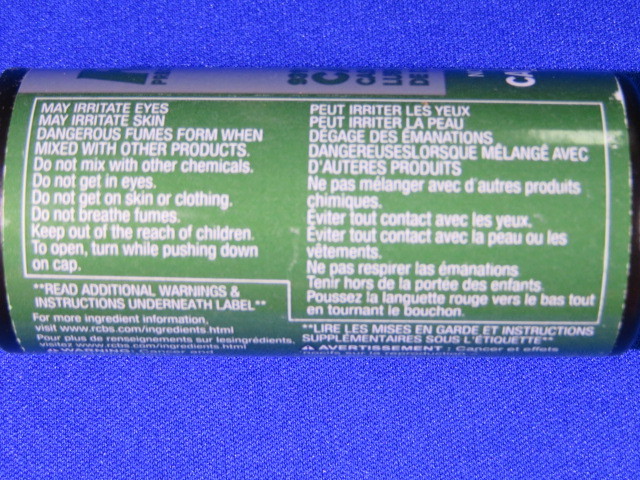 MAY IRRITATE EYES
MAY IRRITATE SKIN
DANGEROUS FUMES FORM WHEN
MIXED WITH OTHER PRODUCTS.
Do not mix with other chemicals.
Do not get in eyes.
Do not get on skin or clothing.
Do not breathe fumes.
Keep out of the reach of children.
To open, turn while pushing down
on cap.
**READ ADDITIONAL WARNINGS &
INSTRUCTIONS UNDERNEATH LABEL**
For more ingredient information,
visit www.rcbs.com/ingredients.html
Pour plus de renseignements sur lesingrédients.
visitez www.rcbs.com/ingredients.html
WARNING: Cancer and
PEUT IRRITER LES YEUX
PEUT IRRITER LA PEAU
DÉGAGE DES ÉMANATIONS
DANGEREUSESLORSQUE MÊLANGÉ AVEC
D'AUTERES PRODUITS
Ne pas mélanger avec d'autres produits
chimiques.
Éviter tout contact avec les yeux.
Éviter tout contact avec la peau ou les
vêtements.
Ne pas respirer las émanations
Tenir hors de la portée des enfants.
Poussez la languette rouge vers le bas tout
en tournant le bouchon.
**LIRE LES MISES EN GARDE ET INSTRUCTIONS
SUPPLÉMENTAIRES SOUS L'ÉTIQUETTE**
AVERTISSEMENT : Cancer et effets